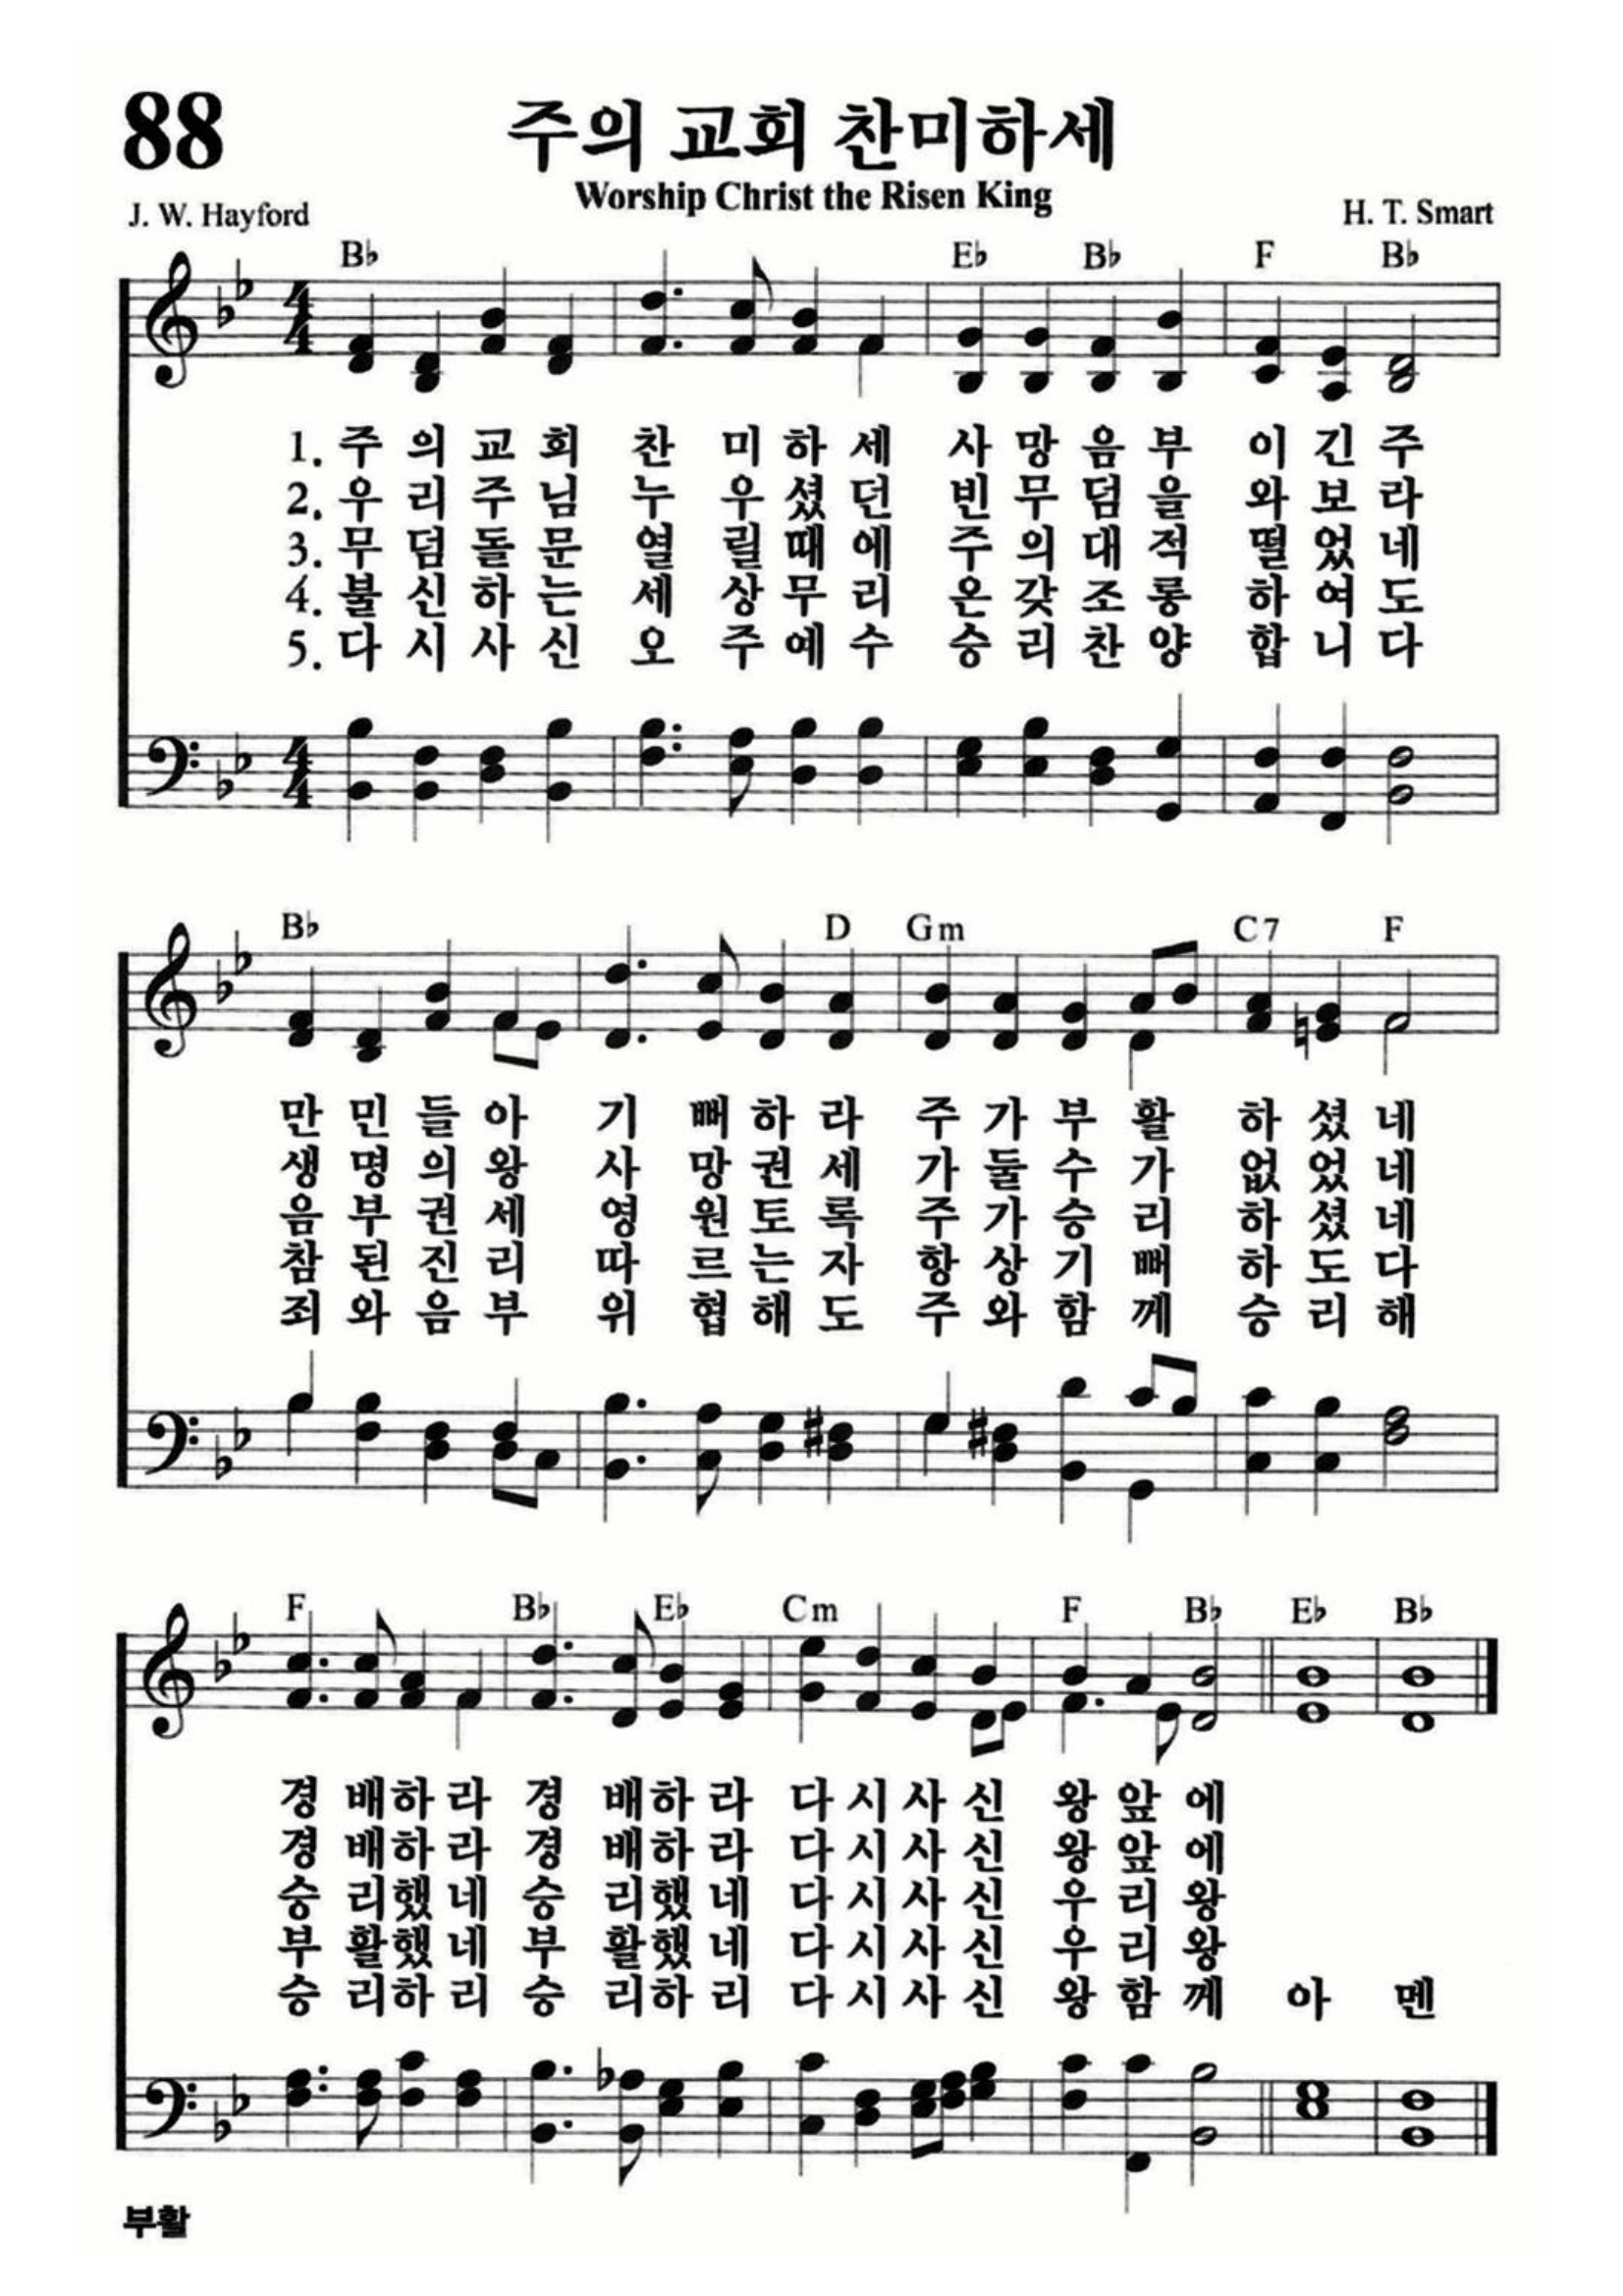 88
주의 교회 찬미하세
Worship Christ the Risen King
J. W. Hayford
H. T. Smart
B♭ E♭ B♭ F B♭
1. 주 의 교 회 찬 미 하 세 사 망 음 부 이 긴 주
2. 우 리 주 님 누 우 셨 던 빈 무 덤 을 와 보 라
3. 무 덤 돌 문 열 릴 때 에 주 의 대 적 떨 었 네
4. 불 신 하 는 세 상 무 리 온 갖 조 롱 하 여 도
5. 다 시 사 신 오 주 예 수 승 리 찬 양 합 니 다
B♭ D Gm C7 F
만 민 들 아 기 뻐 하 라 주 가 부 활 하 셨 네
생 명 의 왕 사 망 권 세 가 둘 수 가 없 었 네
음 부 권 세 영 원 토 록 주 가 승 리 하 셨 네
참 된 진 리 따 르 는 자 항 상 기 뻐 하 도 다
죄 와 음 부 위 협 해 도 주 와 함 께 승 리 해
F B♭ E♭ Cm F B♭ E♭ B♭
경 배 하 라 경 배 하 라 다 시 사 신 왕 앞 에
경 배 하 라 경 배 하 라 다 시 사 신 왕 앞 에
승 리 했 네 승 리 했 네 다 시 사 신 우 리 왕
부 활 했 네 부 활 했 네 다 시 사 신 우 리 왕
승 리 하 리 승 리 하 리 다 시 사 신 왕 함 께 아 멘
부활